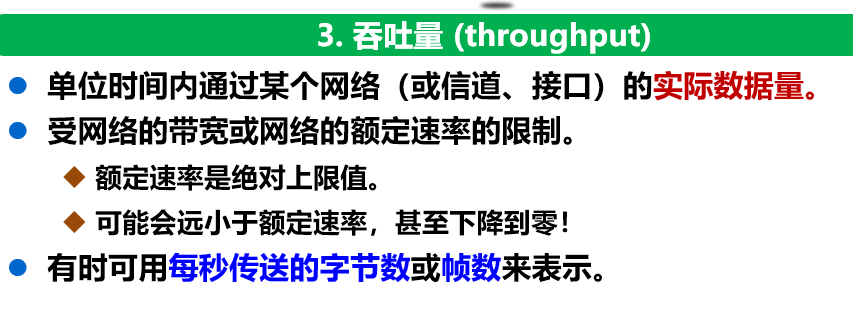 3. 吞吐量 (throughput)
● 单位时间内通过某个网络（或信道、接口）的实际数据量。
● 受网络的带宽或网络的额定速率的限制。
◆ 额定速率是绝对上限值。
◆ 可能会远小于额定速率，甚至下降到零！
● 有时可用每秒传送的字节数或帧数来表示。